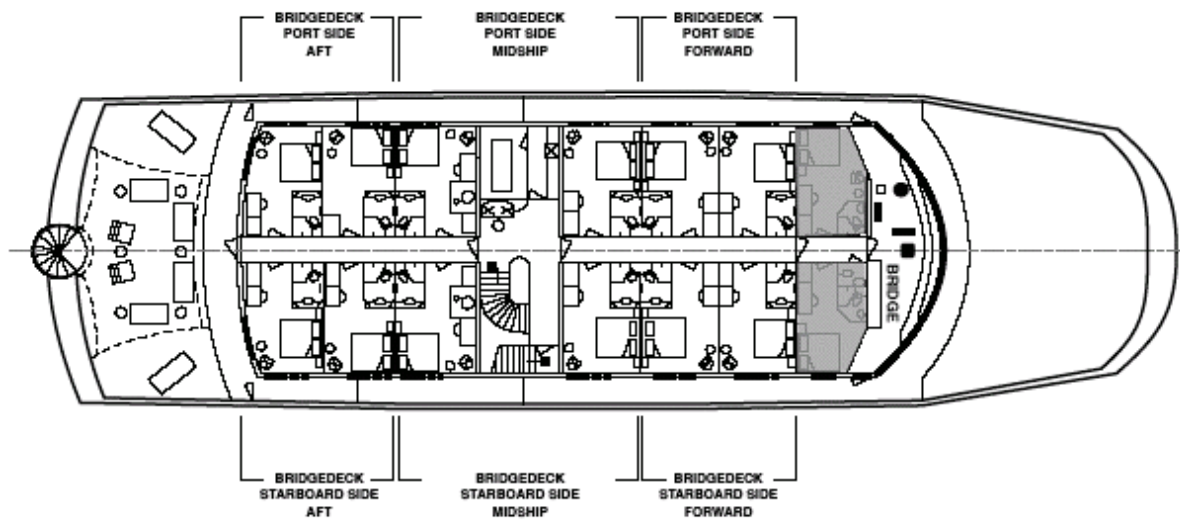 BRIDGEDECK
PORT SIDE
AFT
BRIDGEDECK
PORT SIDE
MIDSHIP
BRIDGEDECK
PORT SIDE
FORWARD
BRIDGE
BRIDGEDECK
STARBOARD SIDE
AFT
BRIDGEDECK
STARBOARD SIDE
MIDSHIP
BRIDGEDECK
STARBOARD SIDE
FORWARD